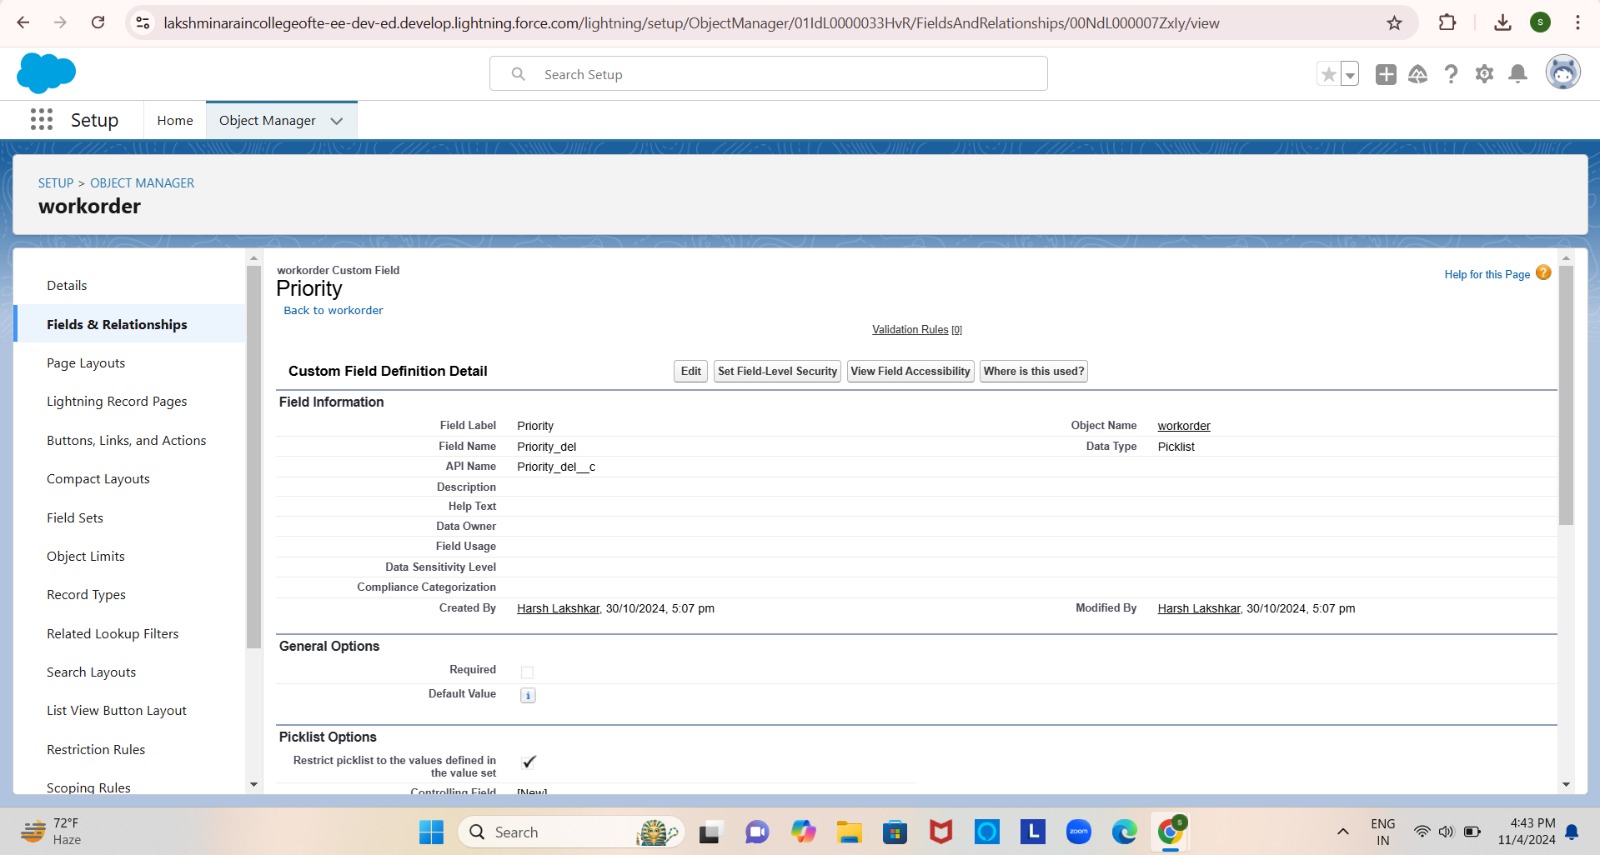 lakshminaraincollegeofte-ee-dev-ed.develop.lightning.force.com/lightning/setup/ObjectManager/01IdL0000033HvR/FieldsAndRelationships/00NdL000007Zxly/view
S
Search Setup
Setup
Home
Object Manager
SETUP > OBJECT MANAGER
workorder
Details
Fields & Relationships
Page Layouts
Lightning Record Pages
Buttons, Links, and Actions
Compact Layouts
Field Sets
Object Limits
Record Types
Related Lookup Filters
Search Layouts
List View Button Layout
Restriction Rules
Scoping Rules
workorder Custom Field
Priority
Back to workorder
Help for this Page ?
Validation Rules [0]
Custom Field Definition Detail
Edit
Set Field-Level Security
View Field Accessibility
Where is this used?
Field Information
Field Label Priority
Object Name workorder
Field Name Priority_del
Data Type Picklist
API Name Priority_del__c
Description
Help Text
Data Owner
Field Usage
Data Sensitivity Level
Compliance Categorization
Created By Harsh Lakshkar, 30/10/2024, 5:07 pm
Modified By Harsh Lakshkar, 30/10/2024, 5:07 pm
General Options
Required
Default Value
i
Picklist Options
Restrict picklist to the values defined in
the value set
Controlling Field [New]
72°F
Haze
Search
L
zoom
S
ENG
IN
4:43 PM
11/4/2024